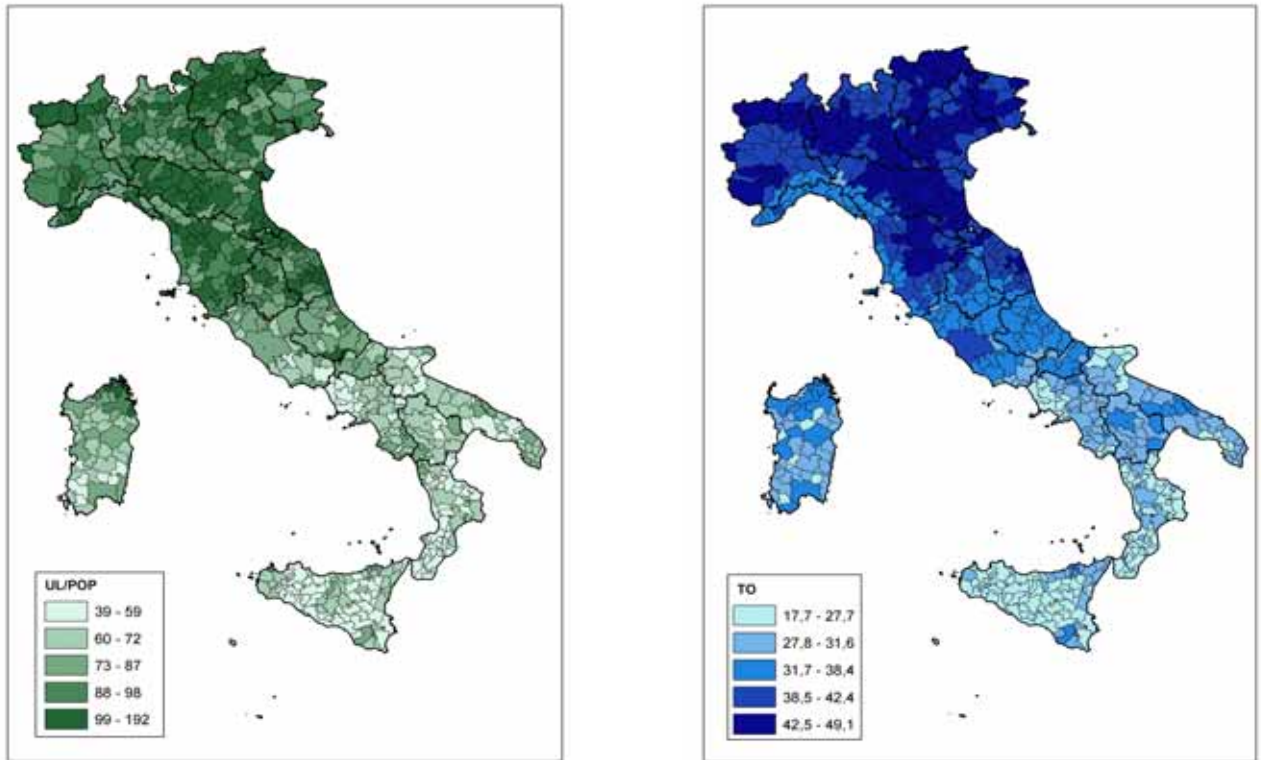 UL/POP
39 - 59
60 - 72
73 - 87
88 - 98
99 - 192
TO
17,7 - 27,7
27,8 - 31,6
31,7 - 38,4
38,5 - 42,4
42,5 - 49,1